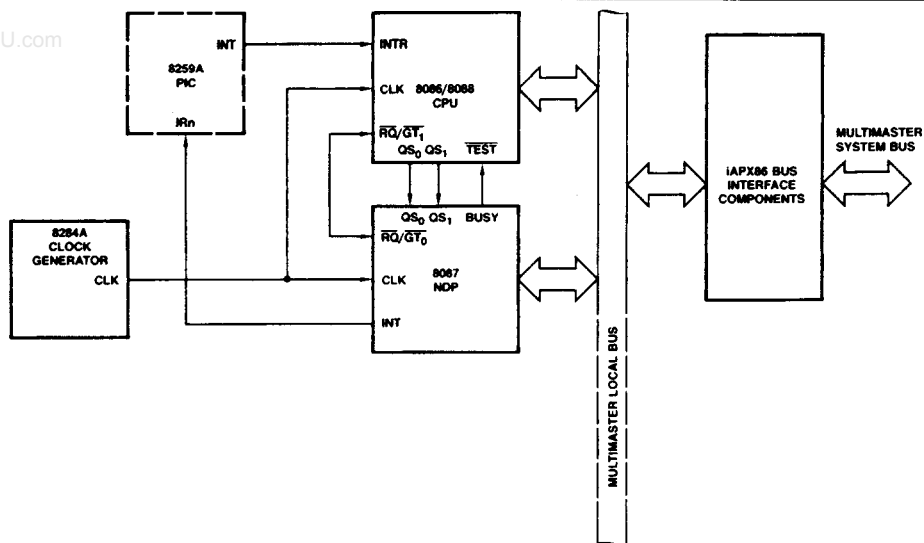 U.com
INT
8259A
PIC
IRn
INTR
CLK
8086/8088
CPU
RQ/GT1
QS0 QS1
TEST
QS0 QS1
BUSY
RQ/GT0
8087
NDP
CLK
INT
8284A
CLOCK
GENERATOR
CLK
MULTIMASTER LOCAL BUS
iAPX86 BUS
INTERFACE
COMPONENTS
MULTIMASTER
SYSTEM BUS